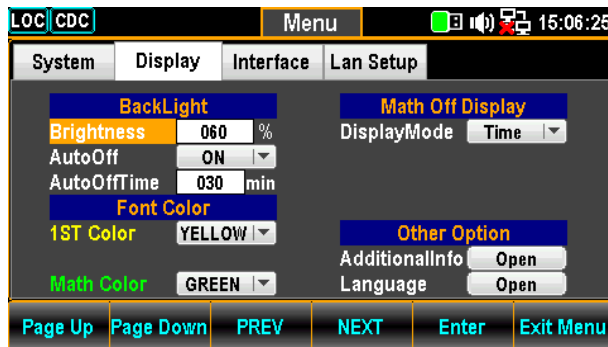 LOC CDC Menu 15:06:25
System Display Interface Lan Setup
BackLight
Brightness 060 %
AutoOff ON
AutoOffTime 030 min
Font Color
1ST Color YELLOW
Math Color GREEN
Math Off Display
DisplayMode Time
Other Option
AdditionalInfo Open
Language Open
Page Up Page Down PREV NEXT Enter Exit Menu